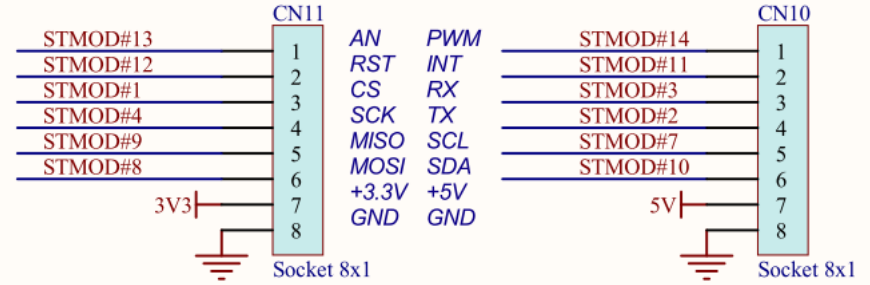 CN11 CN10
STMOD#13 1 AN PWM STMOD#14 1
STMOD#12 2 RST INT STMOD#11 2
STMOD#1 3 CS RX STMOD#3 3
STMOD#4 4 SCK TX STMOD#2 4
STMOD#9 5 MISO SCL STMOD#7 5
STMOD#8 6 MOSI SDA STMOD#10 6
3V3 7 +3.3V +5V 5V 7
8 GND GND 8
Socket 8x1 Socket 8x1